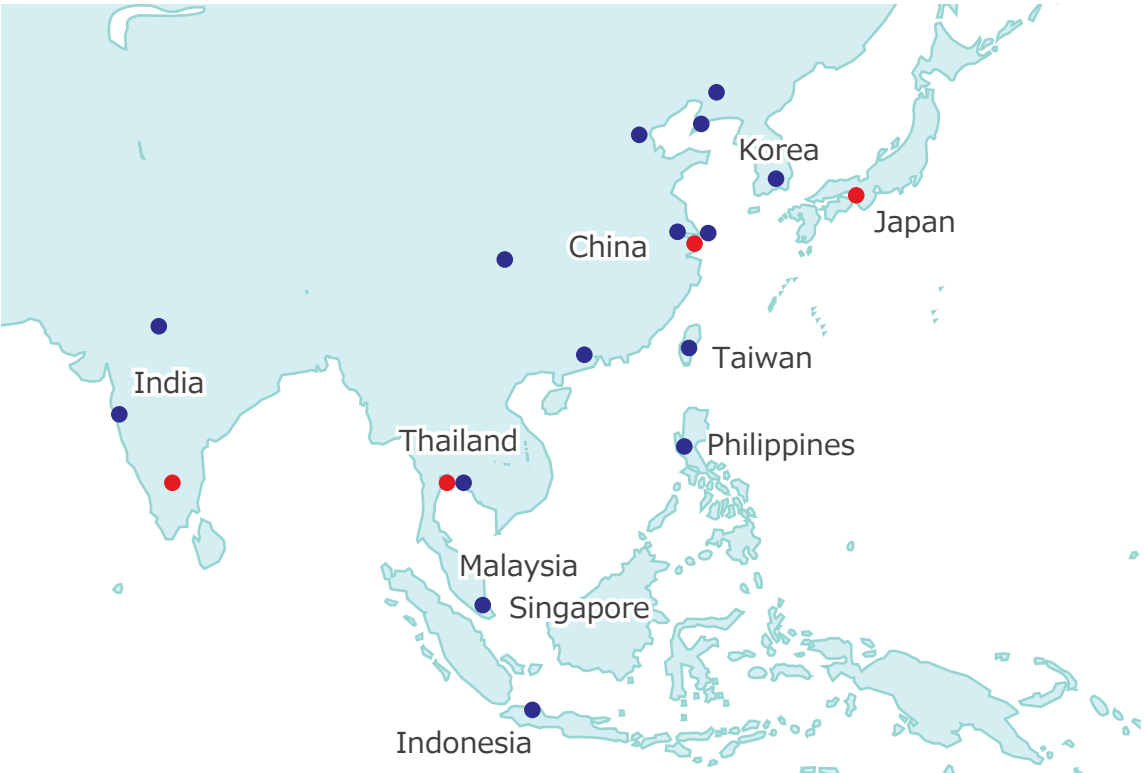 Korea
Japan
China
Taiwan
India
Thailand
Philippines
Malaysia
Singapore
Indonesia